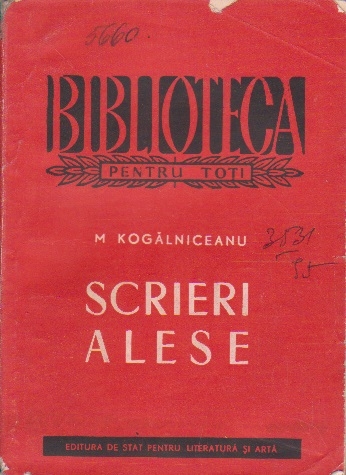 5660.
BIBLIOTECA
PENTRU TOȚI
M KOGĂLNICEANU
SCRIERI
ALESE
EDITURA DE STAT PENTRU LITERATURĂ ȘI ARTĂ